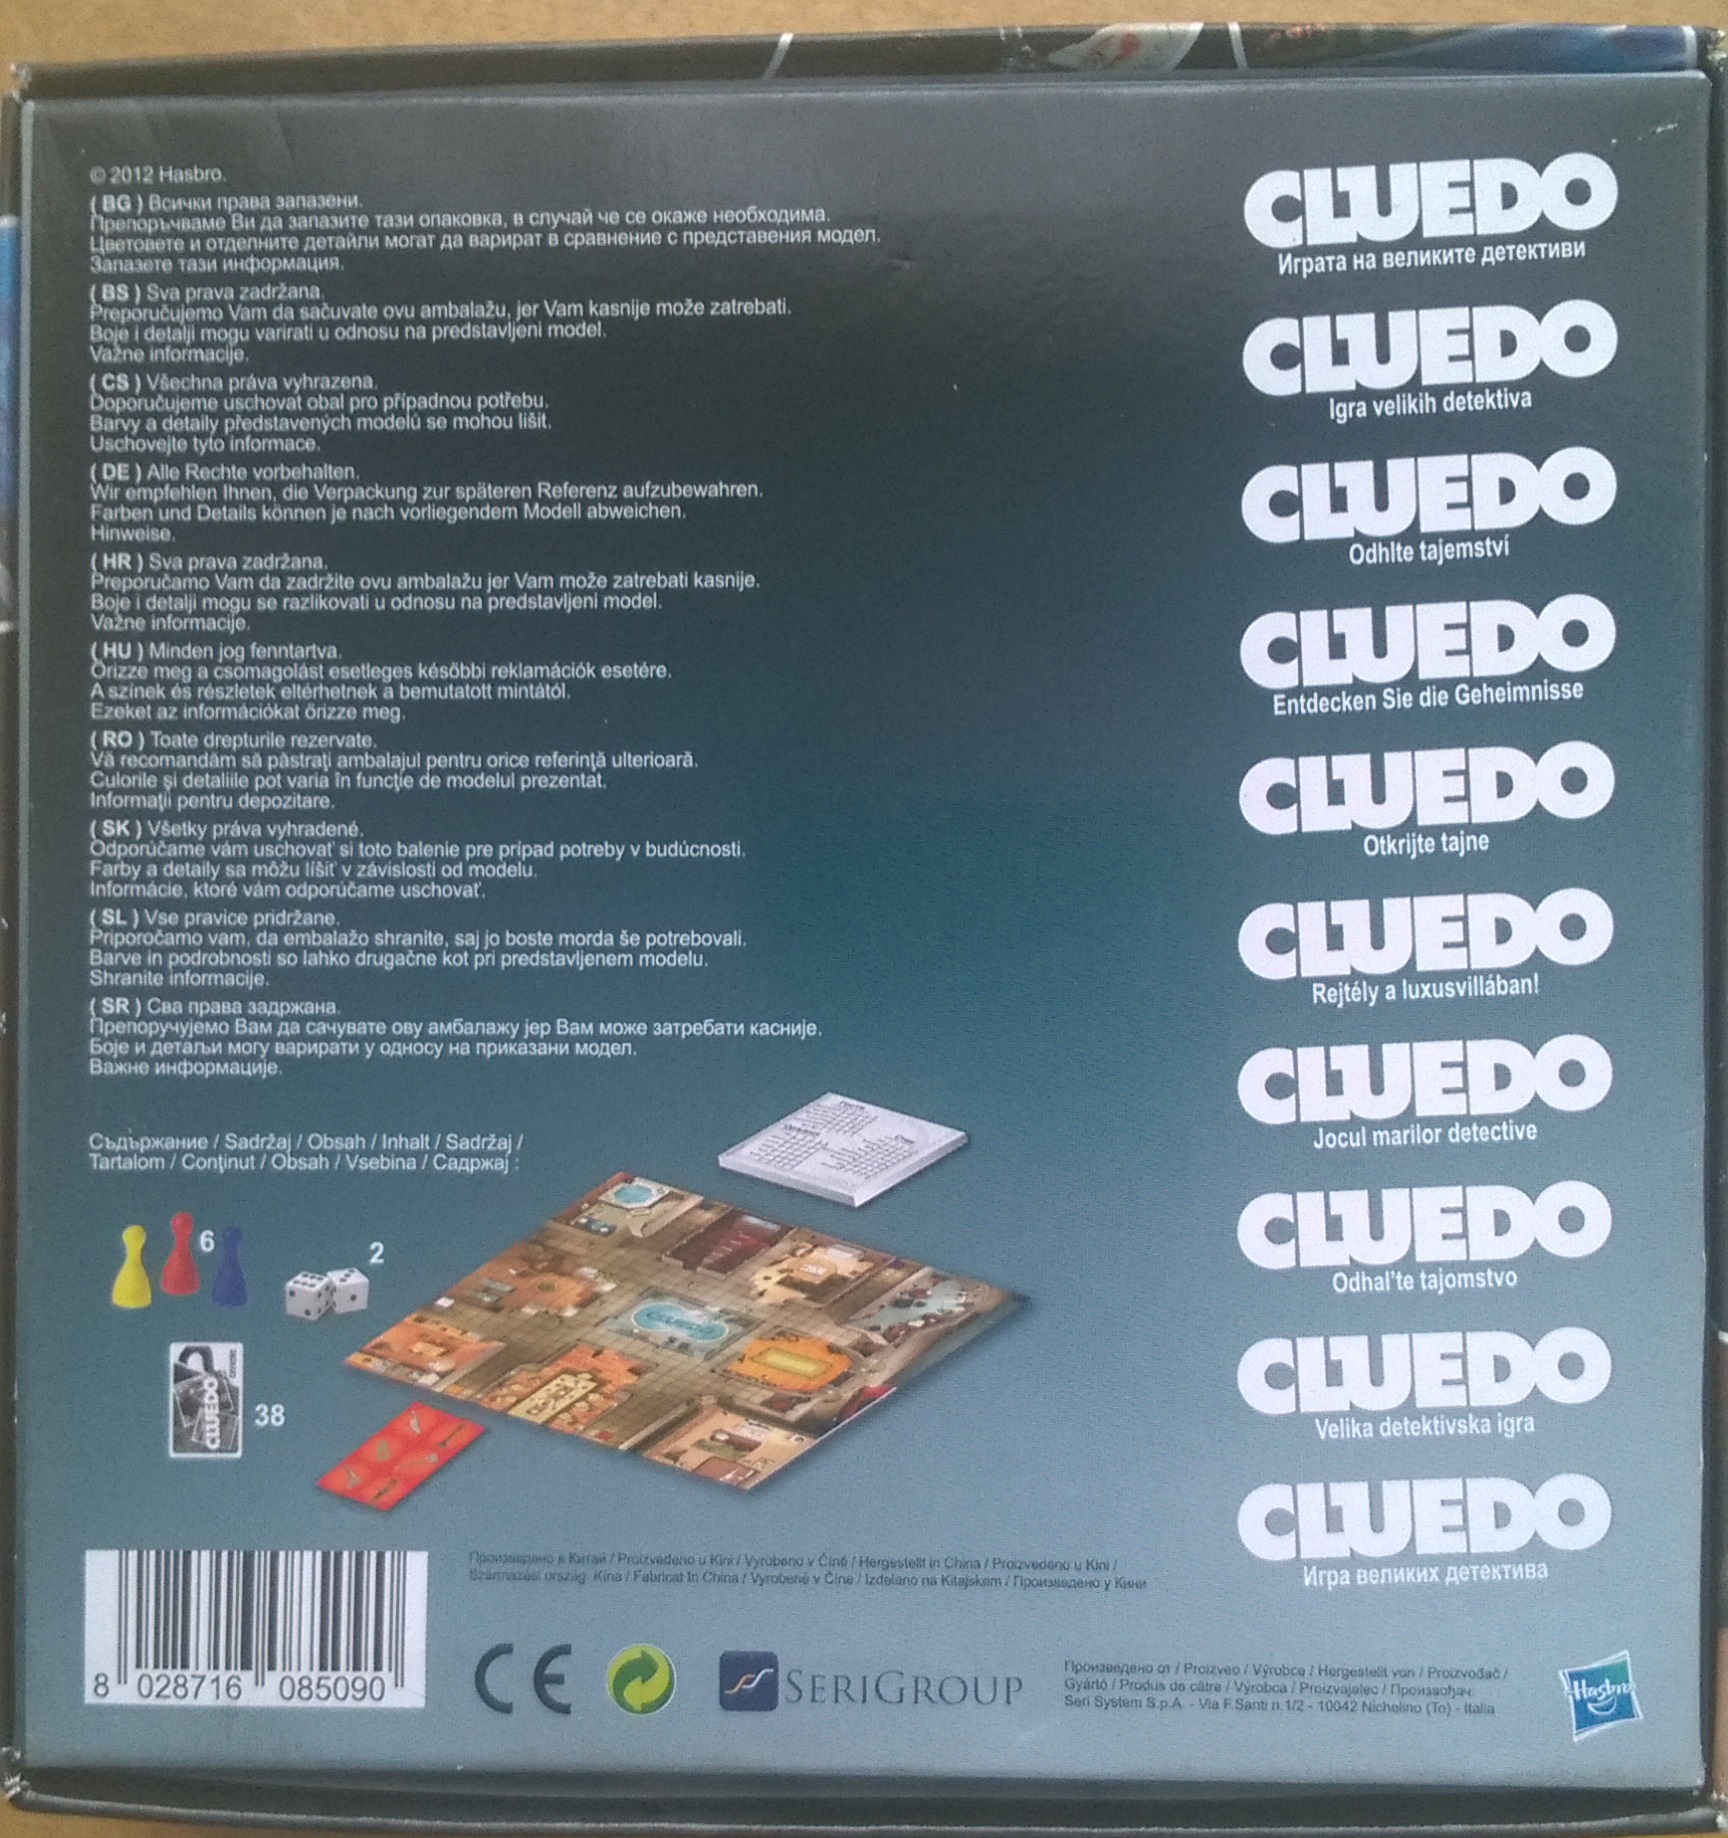 © 2012 Hasbro.
( BG ) Всички права запазени.
Препоръчваме Ви да запазите тази опаковка, в случай че се окаже необходима.
Цветовете и отделните детайли могат да варират в сравнение с представения модел.
Запазете тази информация.
( BS ) Sva prava zadržana.
Preporučujemo Vam da sačuvate ovu ambalažu, jer Vam kasnije može zatrebati.
Boje i detalji mogu varirati u odnosu na predstavljeni model.
Važne informacije.
( CS ) Všechna práva vyhrazena.
Doporučujeme uschovat obal pro případnou potřebu.
Barvy a detaily představených modelů se mohou lišit.
Uschovejte tyto informace.
( DE ) Alle Rechte vorbehalten.
Wir empfehlen Ihnen, die Verpackung zur späteren Referenz aufzubewahren.
Farben und Details können je nach vorliegendem Modell abweichen.
Hinweise.
( HR ) Sva prava zadržana.
Preporučamo Vam da zadržite ovu ambalažu jer Vam može zatrebati kasnije.
Boje i detalji mogu se razlikovati u odnosu na predstavljeni model.
Važne informacije.
( HU ) Minden jog fenntartva.
Őrizze meg a csomagolást esetleges későbbi reklamációk esetére.
A színek és részletek eltérhetnek a bemutatott mintától.
Ezeket az információkat őrizze meg.
( RO ) Toate drepturile rezervate.
Vă recomandăm să păstraţi ambalajul pentru orice referinţă ulterioară.
Culorile şi detaliile pot varia în funcţie de modelul prezentat.
Informaţii pentru depozitare.
( SK ) Všetky práva vyhradené.
Odporúčame vám uschovať si toto balenie pre prípad potreby v budúcnosti.
Farby a detaily sa môžu líšiť v závislosti od modelu.
Informácie, ktoré vám odporúčame uschovať.
( SL ) Vse pravice pridržane.
Priporočamo vam, da embalažo shranite, saj jo boste morda še potrebovali.
Barve in podrobnosti so lahko drugačne kot pri predstavljenem modelu.
Shranite informacije.
( SR ) Сва права задржана.
Препоручујемо Вам да сачувате ову амбалажу јер Вам може затребати касније.
Боје и детаљи могу варирати у односу на приказани модел.
Важне информације.
Съдържание / Sadržaj / Obsah / Inhalt / Sadržaj /
Tartalom / Conţinut / Obsah / Vsebina / Садржај :
6
2
CLUEDO
38
CLUEDO
Играта на великите детективи
CLUEDO
Igra velikih detektiva
CLUEDO
Odhlte tajemství
CLUEDO
Entdecken Sie die Geheimnisse
CLUEDO
Otkrijte tajne
CLUEDO
Rejtély a luxusvillában!
CLUEDO
Jocul marilor detective
CLUEDO
Odhaľte tajomstvo
CLUEDO
Velika detektivska igra
CLUEDO
Игра великих детектива
Произведено в Китай / Proizvedeno u Kini / Vyrobeno v Číně / Hergestellt in China / Proizvedeno u Kini /
Származási ország: Kína / Fabricat în China / Vyrobené v Číne / Izdelano na Kitajskem / Произведено у Кини
8 028716 085090
CE
SERIGROUP
Произведено от / Proizveo / Výrobce / Hergestellt von / Proizvođač /
Gyártó / Produs de către / Výrobca / Proizvajalec / Произвођач:
Seri System S.p.A. - Via F.Santi n.1/2 - 10042 Nichelino (To) - Italia
Hasbro